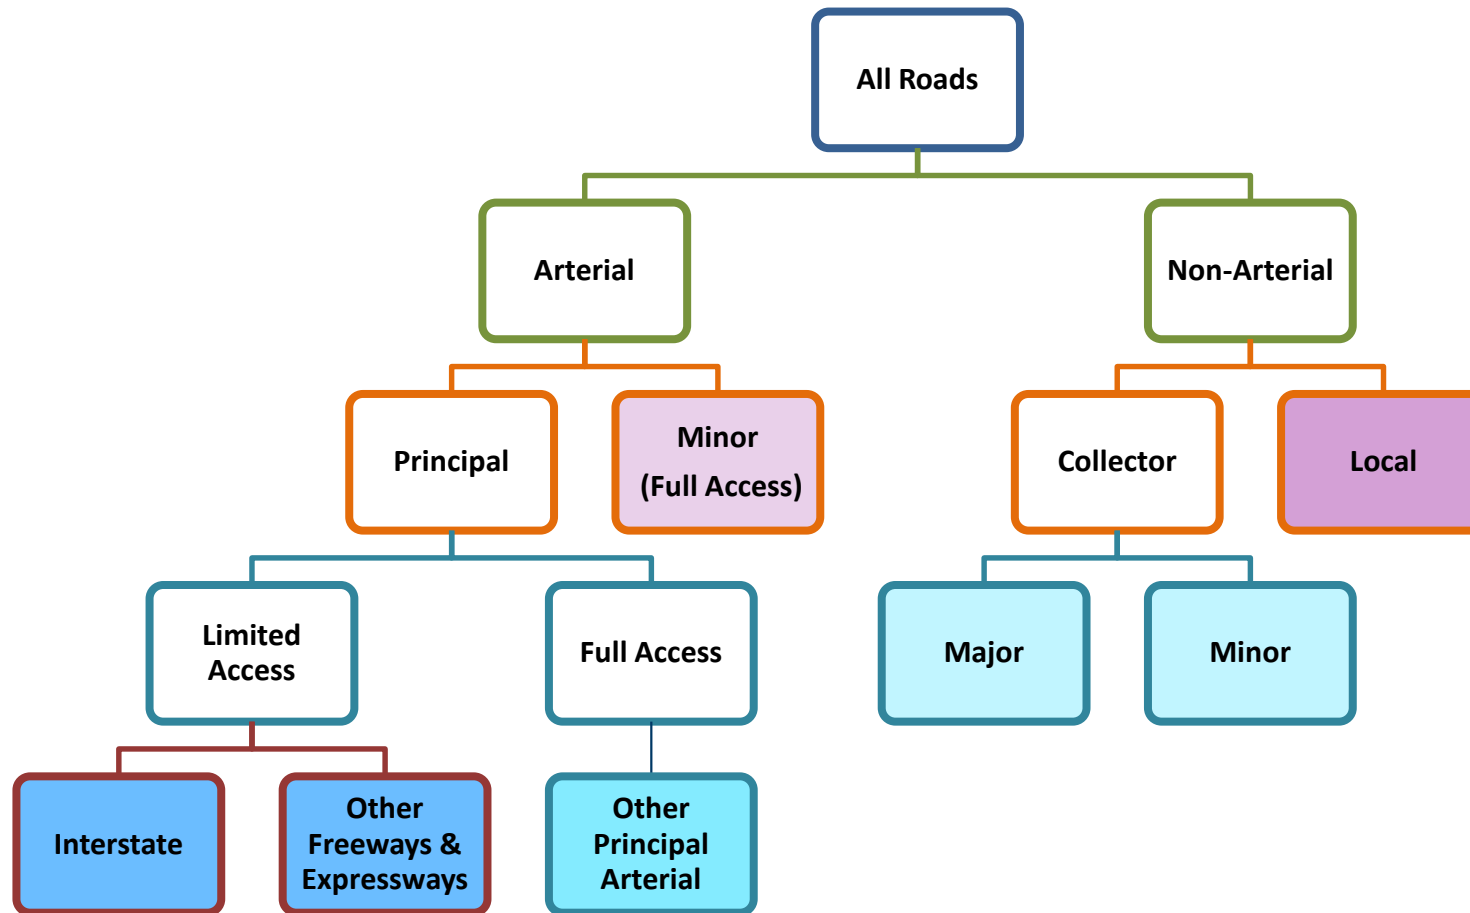 All Roads
Arterial
Non-Arterial
Principal
Minor
(Full Access)
Collector
Local
Limited
Access
Full Access
Major
Minor
Interstate
Other
Freeways &
Expressways
Other
Principal
Arterial